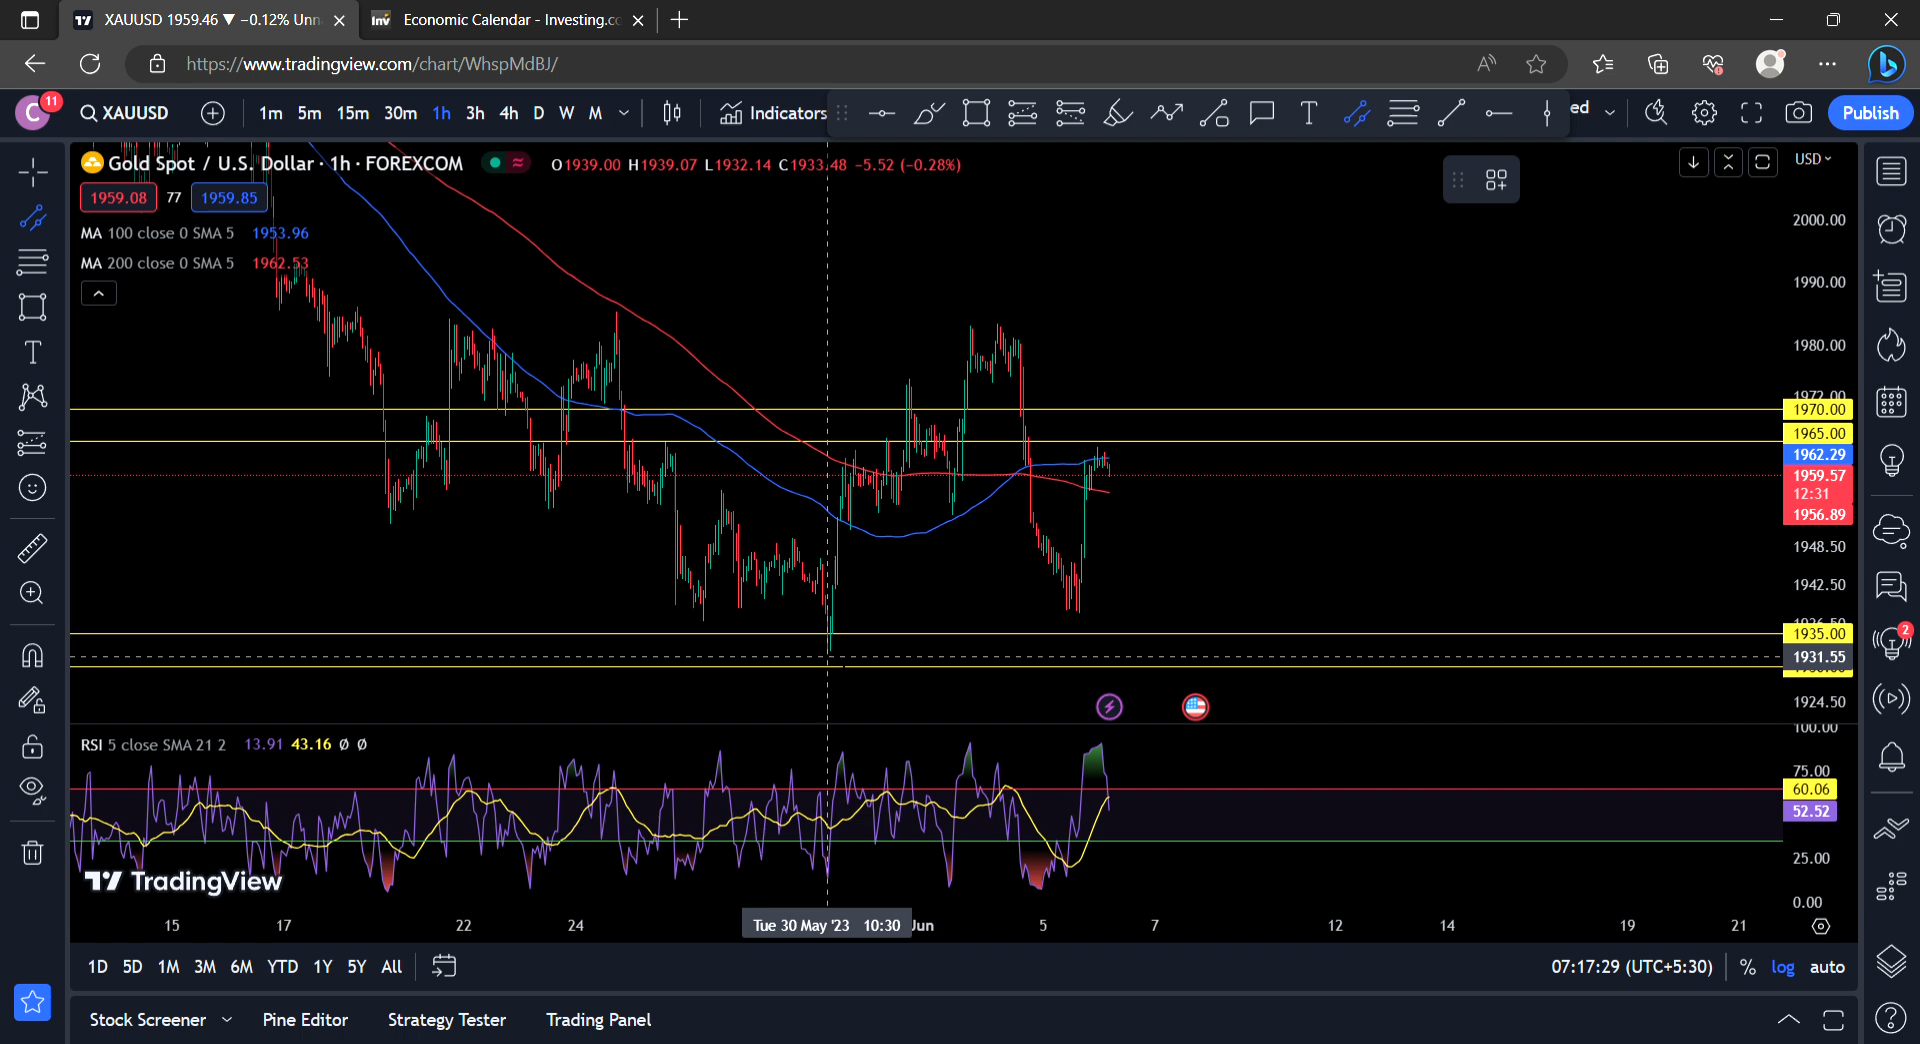 XAUUSD 1959.46 ▼ −0.12% Unn
Economic Calendar - Investing.co
https://www.tradingview.com/chart/WhspMdBJ/
C 11
XAUUSD 1m 5m 15m 30m 1h 3h 4h D W M Indicators ed Publish
Gold Spot / U.S. Dollar · 1h · FOREXCOM O1939.00 H1939.07 L1932.14 C1933.48 −5.52 (−0.28%)
USD
1959.08 77 1959.85
MA 100 close 0 SMA 5 1953.96
MA 200 close 0 SMA 5 1962.53
2000.00
1990.00
1980.00
1972.00
1970.00
1965.00
1962.29
1959.57
12:31
1956.89
1948.50
1942.50
1935.00
1931.55
1924.50
2
RSI 5 close SMA 21 2 13.91 43.16 Ø Ø
100.00
75.00
60.06
52.52
25.00
0.00
TradingView
15 17 22 24 Tue 30 May '23 10:30 Jun 5 7 12 14 19 21
1D 5D 1M 3M 6M YTD 1Y 5Y All 07:17:29 (UTC+5:30) % log auto
Stock Screener Pine Editor Strategy Tester Trading Panel